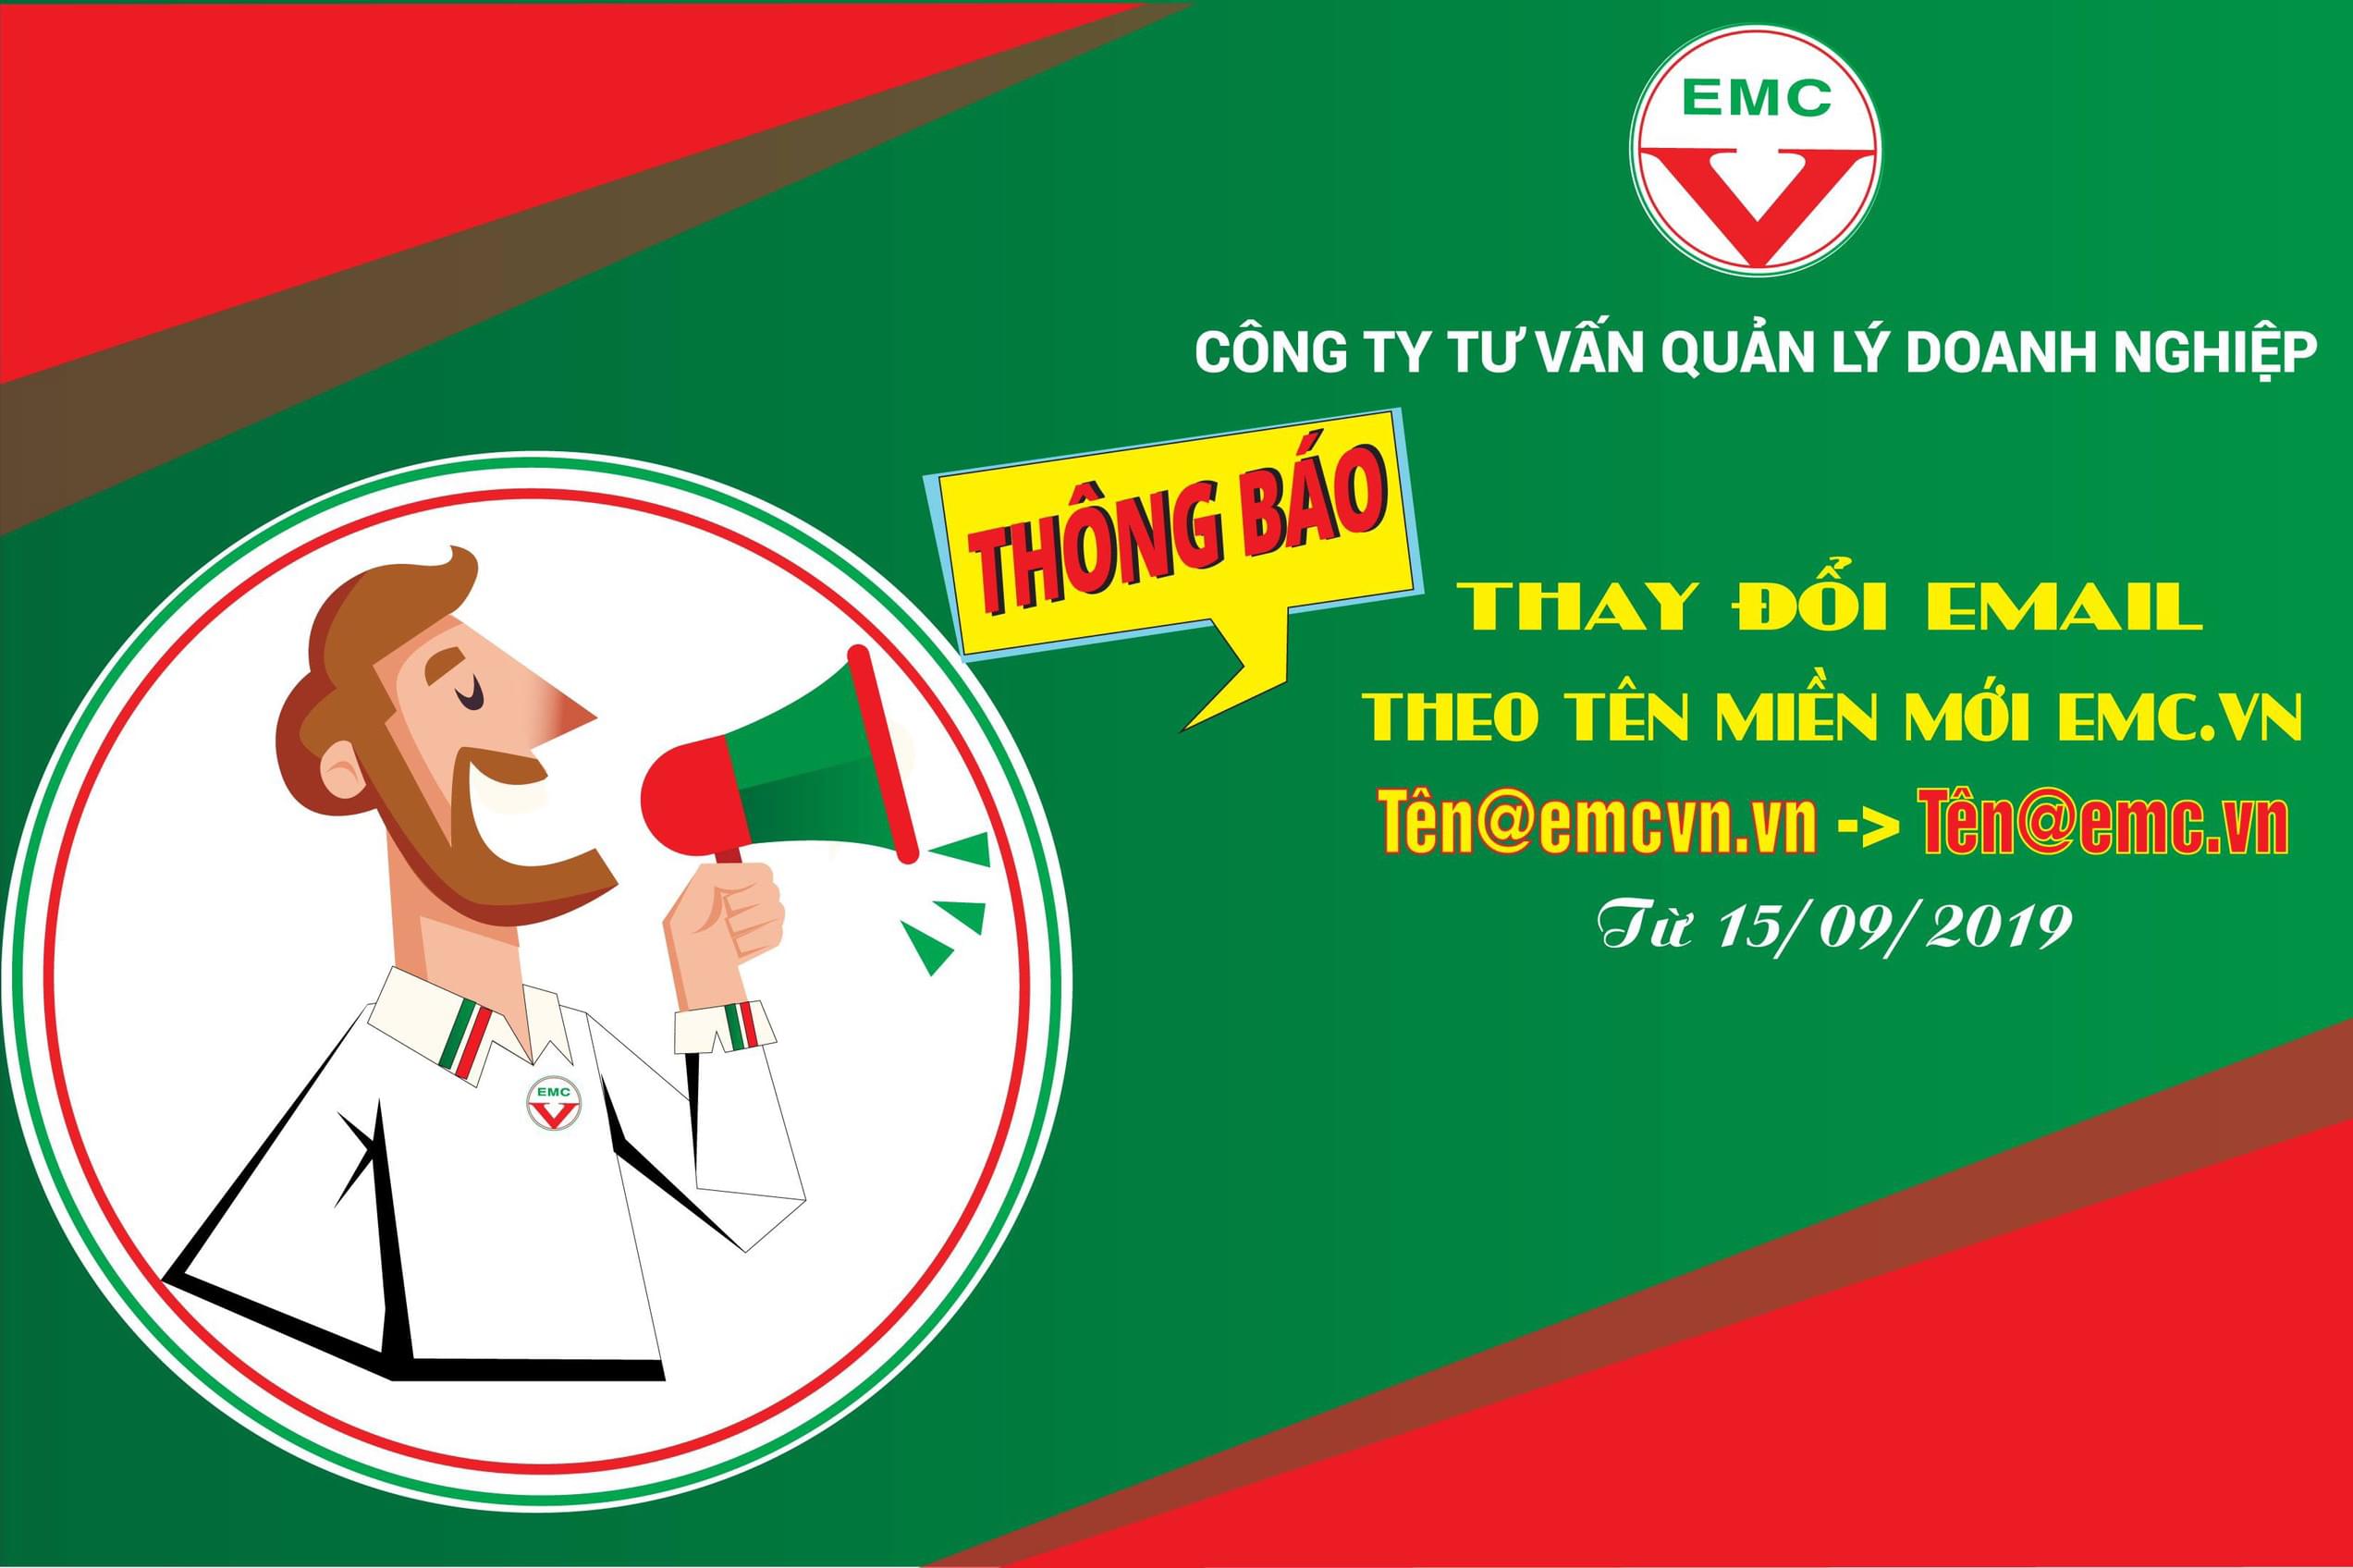 EMC
V
CÔNG TY TƯ VẤN QUẢN LÝ DOANH NGHIỆP
THÔNG BÁO
THAY ĐỔI EMAIL
THEO TÊN MIỀN MỚI EMC.VN
Tên@emcvn.vn -> Tên@emc.vn
Từ 15/09/2019
EMC
V